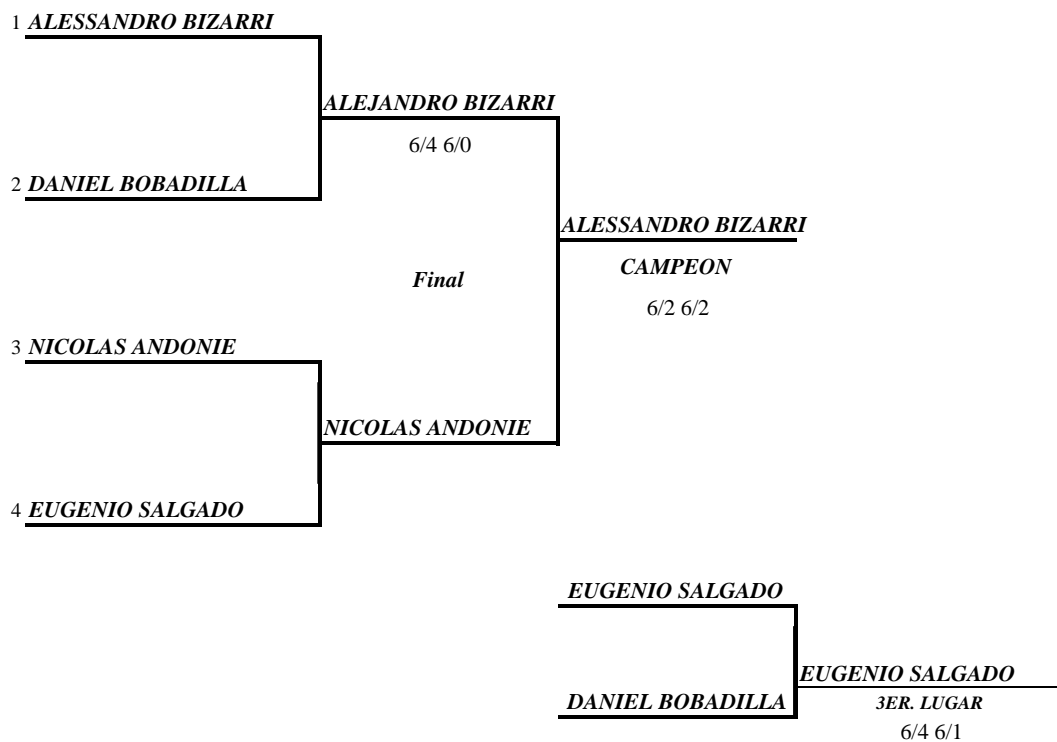 1 ALESSANDRO BIZARRI
ALEJANDRO BIZARRI
6/4 6/0
2 DANIEL BOBADILLA
ALESSANDRO BIZARRI
CAMPEON
Final
6/2 6/2
3 NICOLAS ANDONIE
NICOLAS ANDONIE
4 EUGENIO SALGADO
EUGENIO SALGADO
EUGENIO SALGADO
DANIEL BOBADILLA
3ER. LUGAR
6/4 6/1